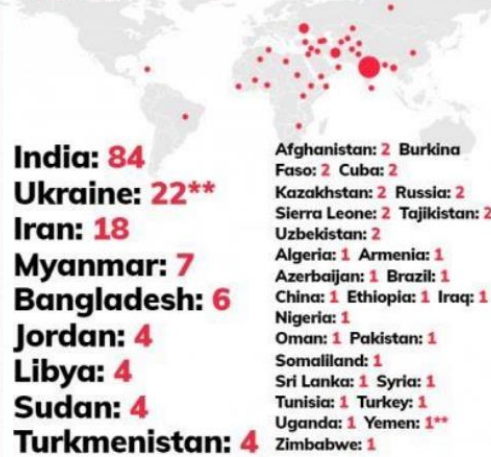 India: 84
Ukraine: 22**
Iran: 18
Myanmar: 7
Bangladesh: 6
Jordan: 4
Libya: 4
Sudan: 4
Turkmenistan: 4
Afghanistan: 2 Burkina
Faso: 2 Cuba: 2
Kazakhstan: 2 Russia: 2
Sierra Leone: 2 Tajikistan: 2
Uzbekistan: 2
Algeria: 1 Armenia: 1
Azerbaijan: 1 Brazil: 1
China: 1 Ethiopia: 1 Iraq: 1
Nigeria: 1
Oman: 1 Pakistan: 1
Somaliland: 1
Sri Lanka: 1 Syria: 1
Tunisia: 1 Turkey: 1
Uganda: 1 Yemen: 1**
Zimbabwe: 1